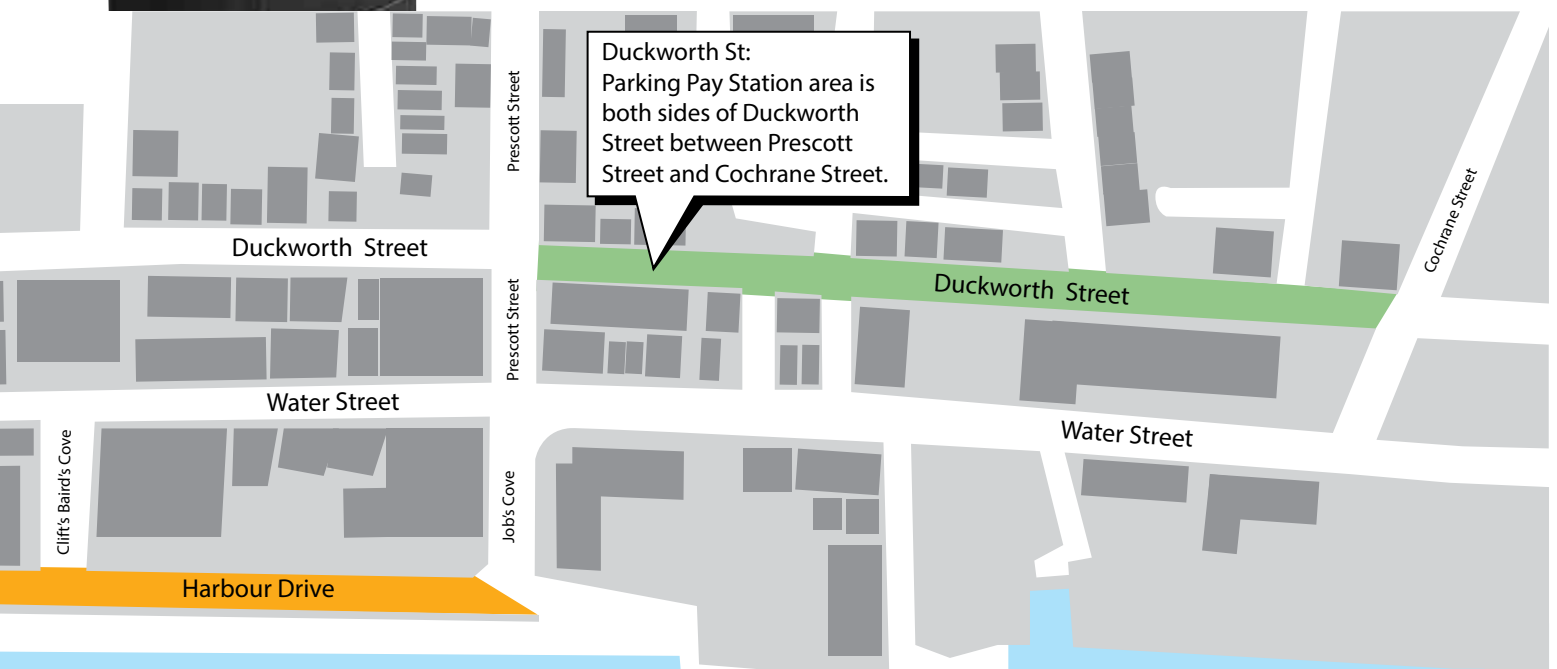 Prescott Street
Duckworth St:
Parking Pay Station area is
both sides of Duckworth
Street between Prescott
Street and Cochrane Street.
Cochrane Street
Duckworth Street
Duckworth Street
Prescott Street
Water Street
Water Street
Clift's Baird's Cove
Job's Cove
Harbour Drive